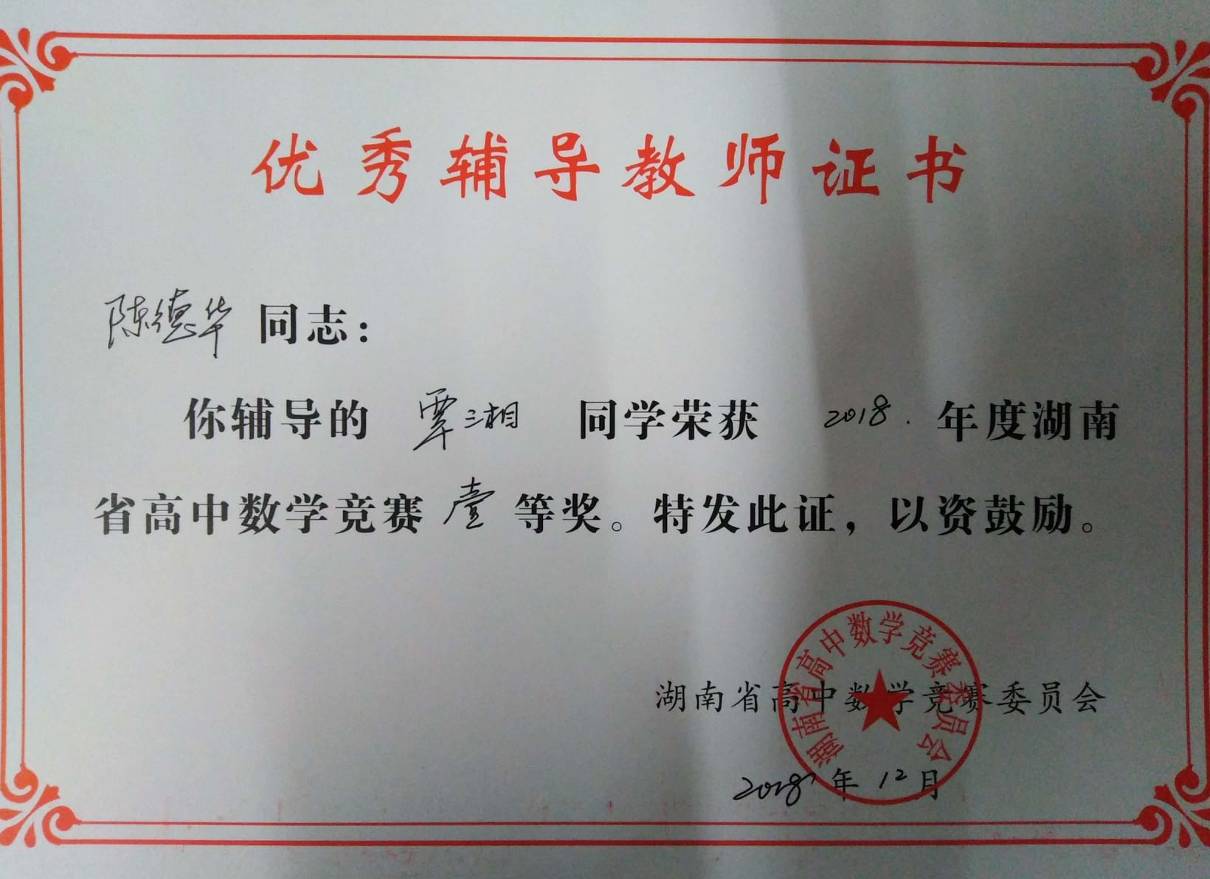 优秀辅导教师证书
陈德华 同志：
你辅导的 覃三相 同学荣获 2018. 年度湖南
省高中数学竞赛 壹 等奖。特发此证，以资鼓励。
湖南省高中数学竞赛委员会
湖南省高中数学竞赛委员会
2018 年 12 月